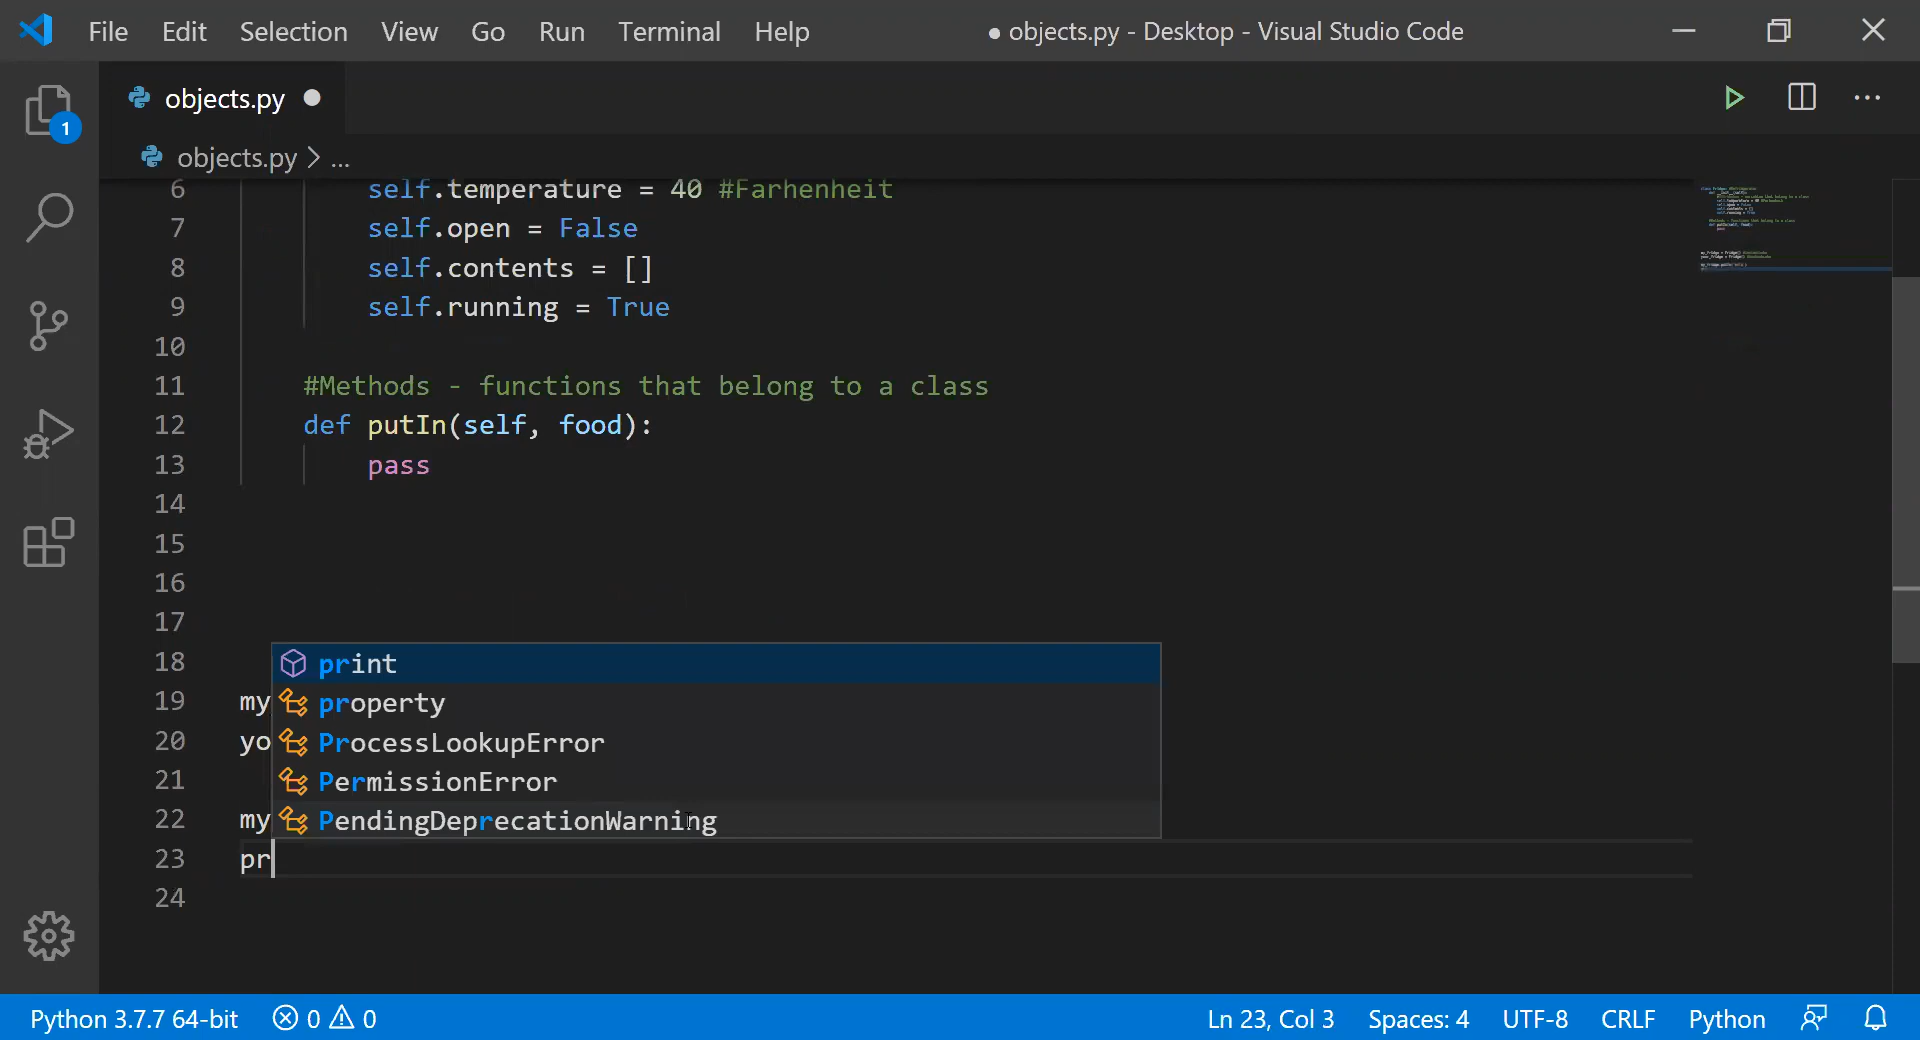 File Edit Selection View Go Run Terminal Help
● objects.py - Desktop - Visual Studio Code
1
objects.py
objects.py > ...
6 self.temperature = 40 #Farhenheit
7 self.open = False
8 self.contents = []
9 self.running = True
10
11 #Methods - functions that belong to a class
12 def putIn(self, food):
13 pass
14
15
16
17
18 print
19 my property
20 yo ProcessLookupError
21 PermissionError
22 my PendingDeprecationWarning
23 pr
24
Python 3.7.7 64-bit 0 0 Ln 23, Col 3 Spaces: 4 UTF-8 CRLF Python